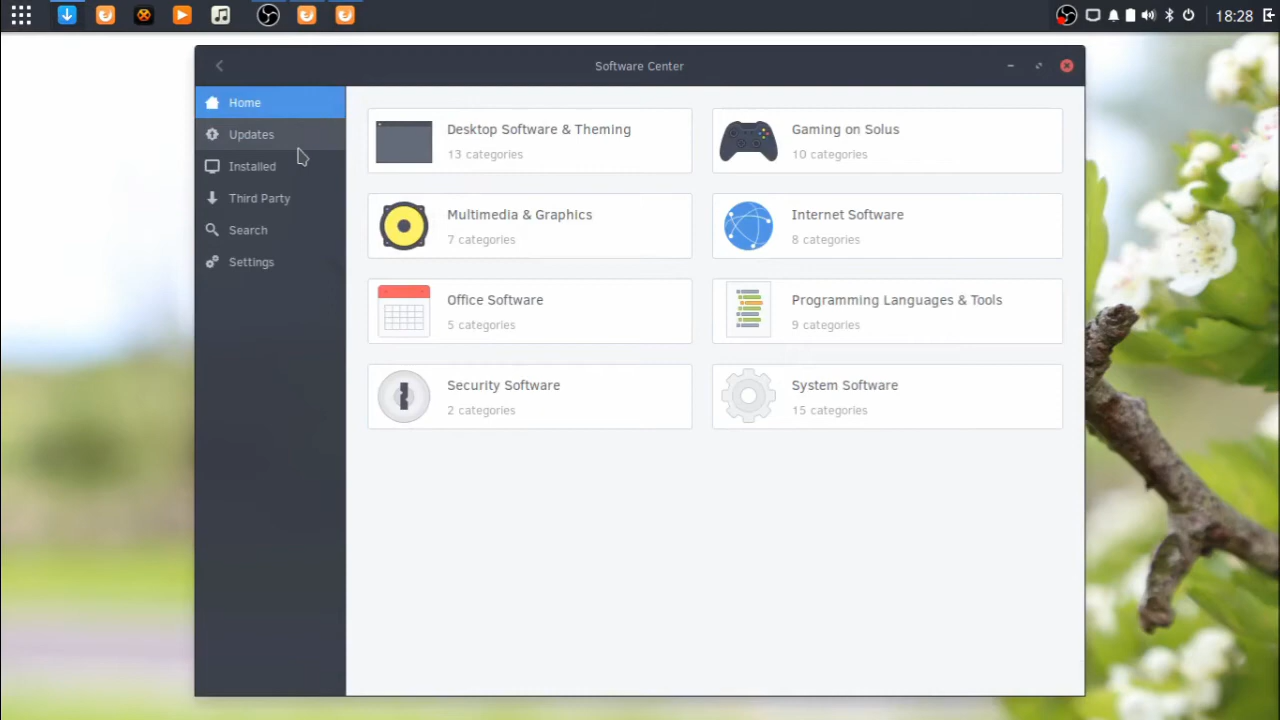 18:28
Software Center
Home
Updates
Installed
Third Party
Search
Settings
Desktop Software & Theming
13 categories
Gaming on Solus
10 categories
Multimedia & Graphics
7 categories
Internet Software
8 categories
Office Software
5 categories
Programming Languages & Tools
9 categories
Security Software
2 categories
System Software
15 categories